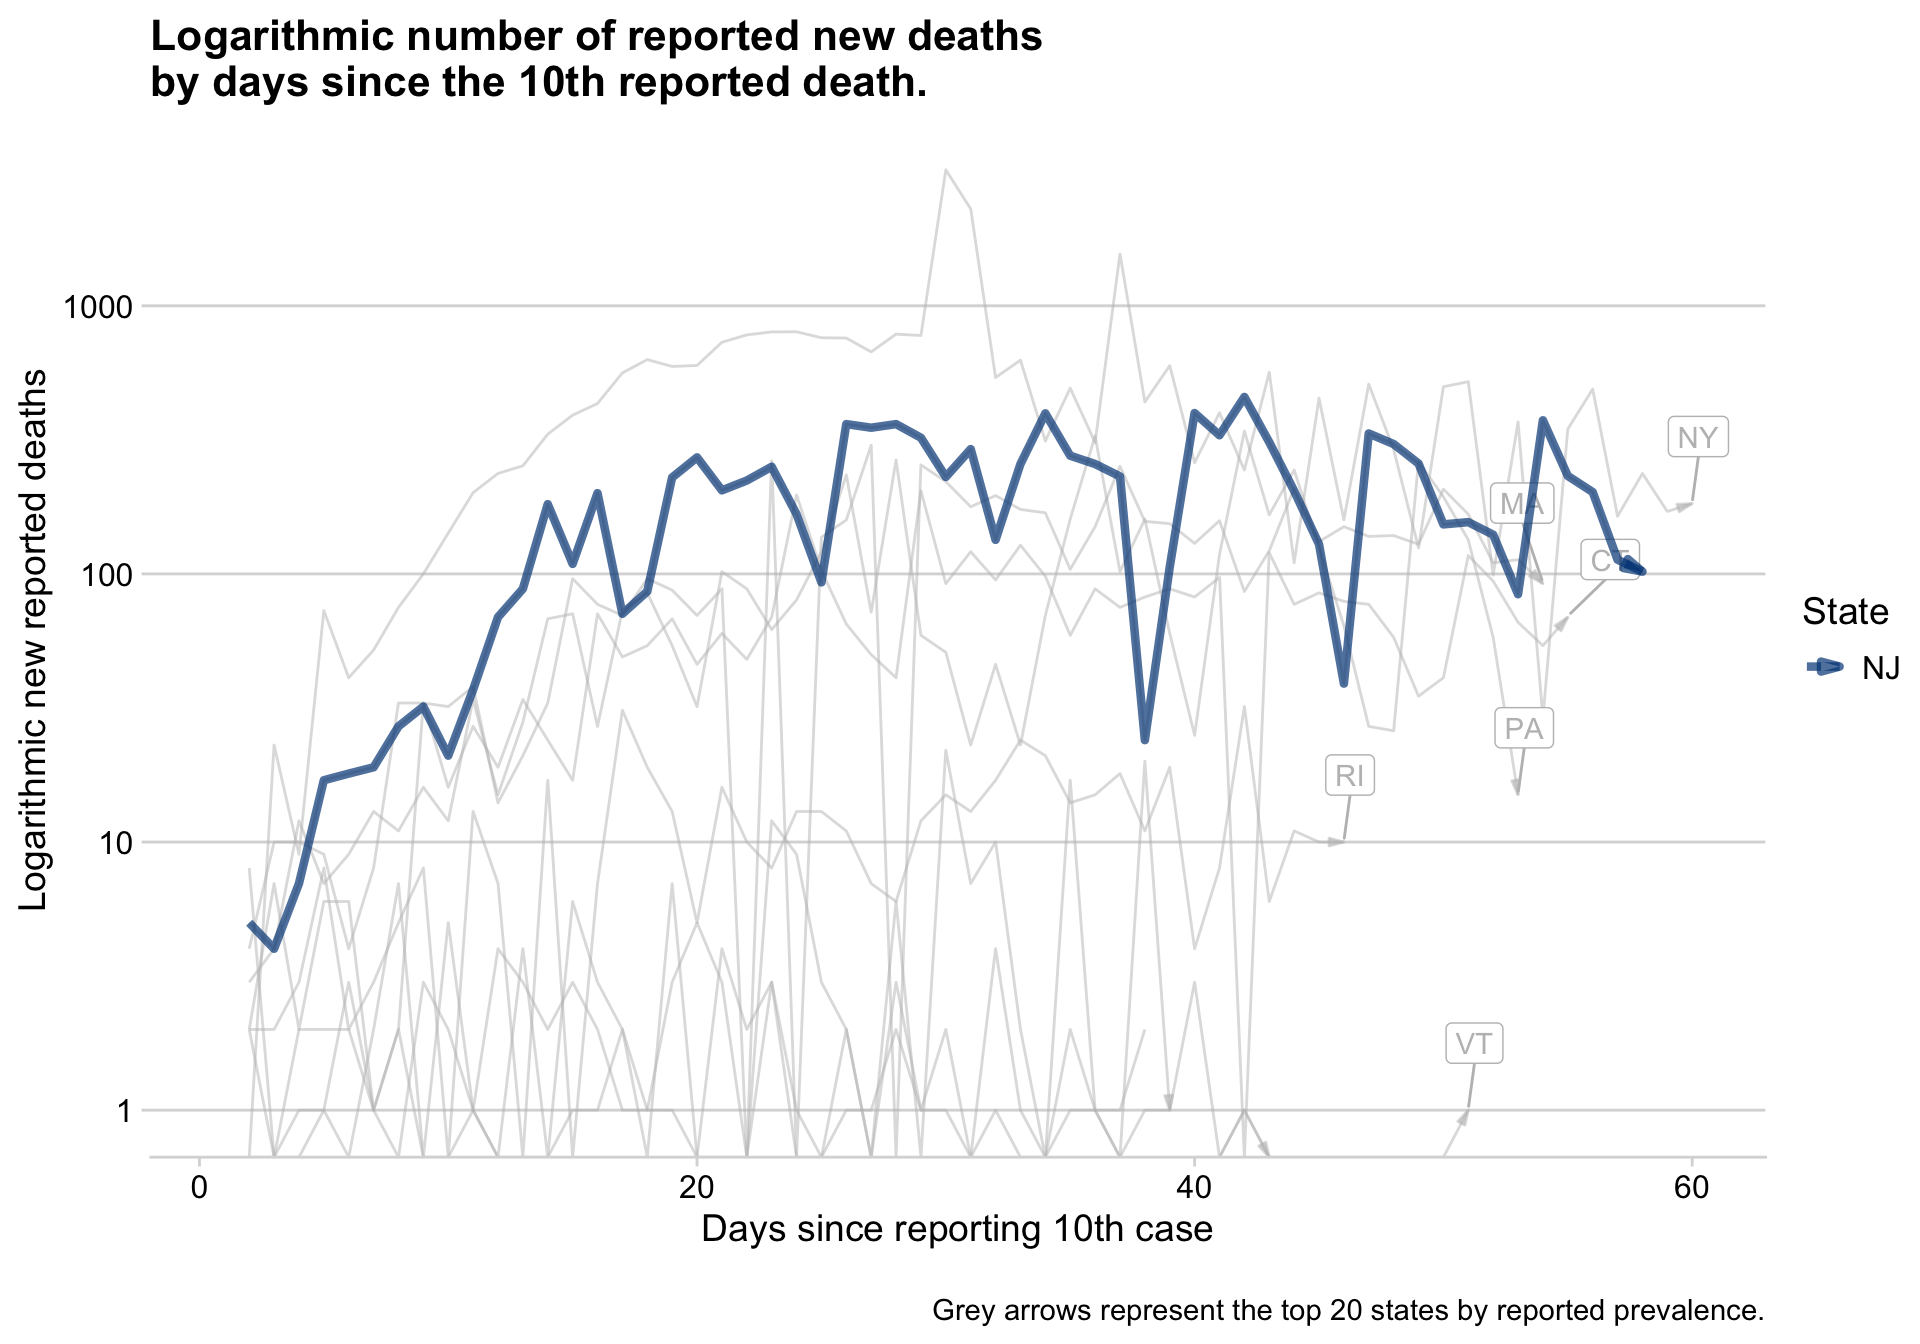 Logarithmic number of reported new deaths
by days since the 10th reported death.
Logarithmic new reported deaths
1000
100
10
1
NY
MA
CT
PA
RI
VT
State
NJ
0 20 40 60
Days since reporting 10th case
Grey arrows represent the top 20 states by reported prevalence.